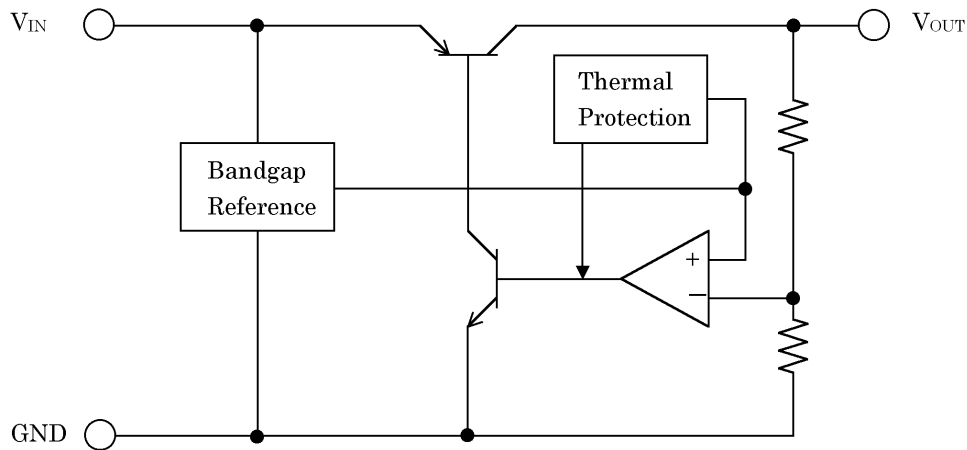 VIN
VOUT
Thermal
Protection
Bandgap
Reference
+
−
GND